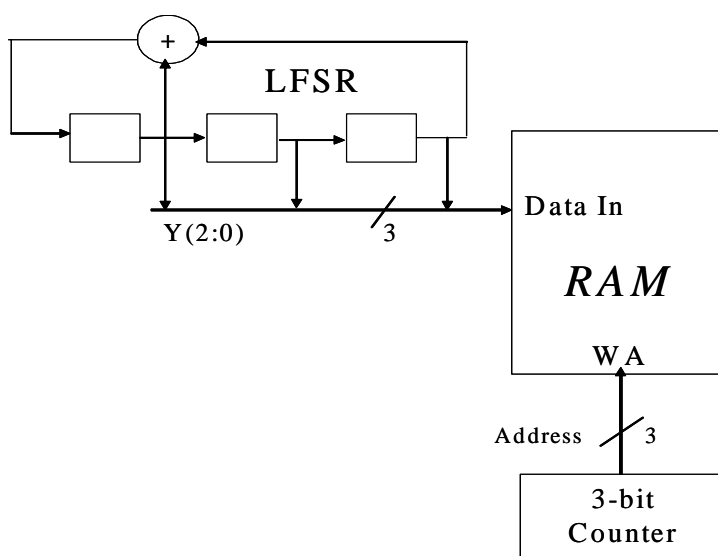 +
LFSR
Y(2:0)
3
Data In
RAM
WA
Address
3
3-bit
Counter